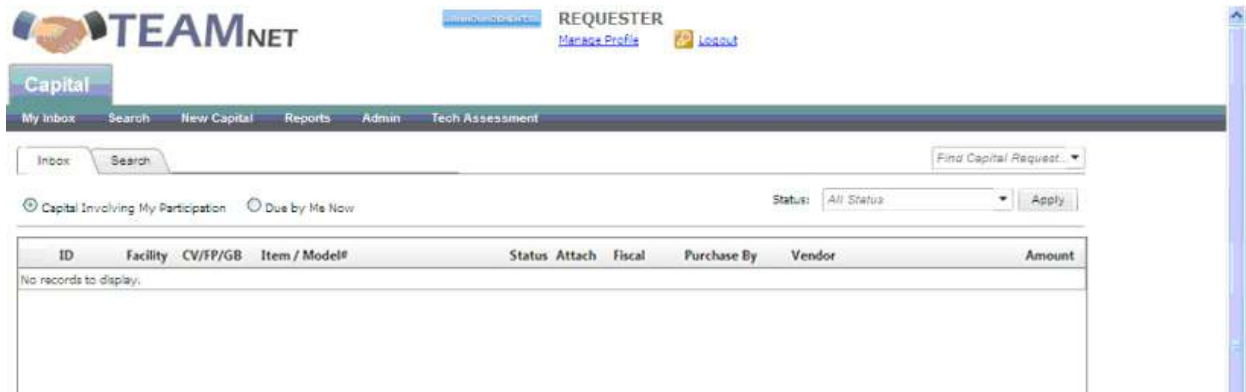 TEAMNET
ANNOUNCEMENTS
REQUESTER
Manage Profile
Logout
Capital
My Inbox Search New Capital Reports Admin Tech Assessment
Inbox Search Find Capital Request...
Capital Involving My Participation Due by Me Now Status: All Status Apply
ID Facility CV/FP/GB Item / Model# Status Attach Fiscal Purchase By Vendor Amount
No records to display.